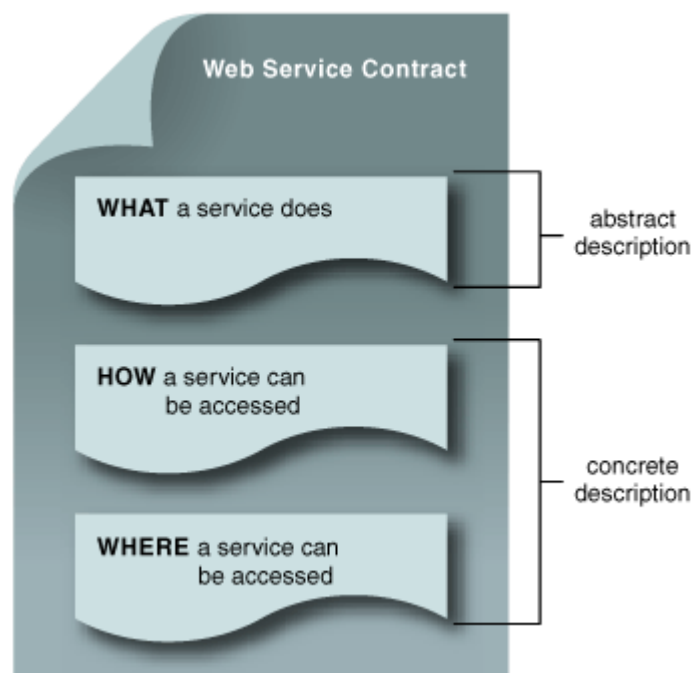 Web Service Contract
WHAT a service does
abstract
description
HOW a service can
be accessed
concrete
description
WHERE a service can
be accessed